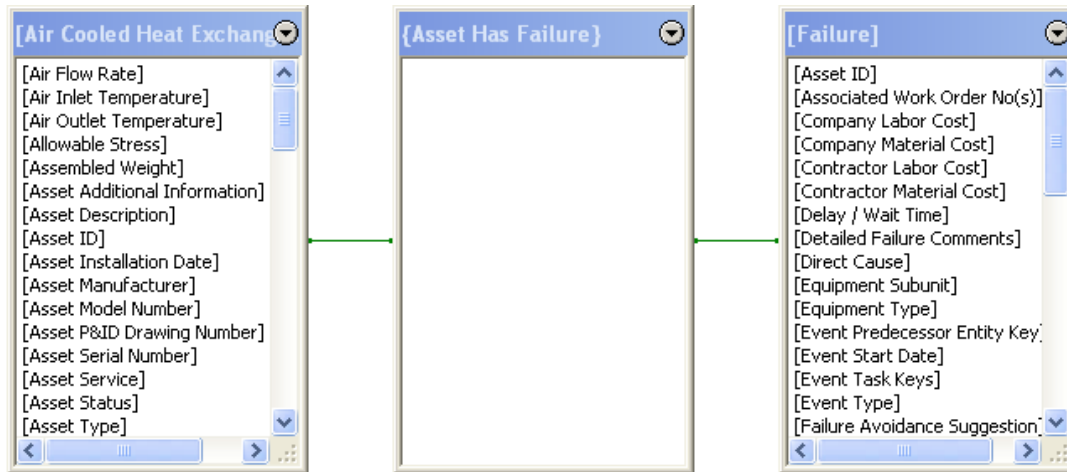 [Air Cooled Heat Exchang
[Air Flow Rate]
[Air Inlet Temperature]
[Air Outlet Temperature]
[Allowable Stress]
[Assembled Weight]
[Asset Additional Information]
[Asset Description]
[Asset ID]
[Asset Installation Date]
[Asset Manufacturer]
[Asset Model Number]
[Asset P&ID Drawing Number]
[Asset Serial Number]
[Asset Service]
[Asset Status]
[Asset Type]
{Asset Has Failure}
[Failure]
[Asset ID]
[Associated Work Order No(s)]
[Company Labor Cost]
[Company Material Cost]
[Contractor Labor Cost]
[Contractor Material Cost]
[Delay / Wait Time]
[Detailed Failure Comments]
[Direct Cause]
[Equipment Subunit]
[Equipment Type]
[Event Predecessor Entity Key]
[Event Start Date]
[Event Task Keys]
[Event Type]
[Failure Avoidance Suggestion]